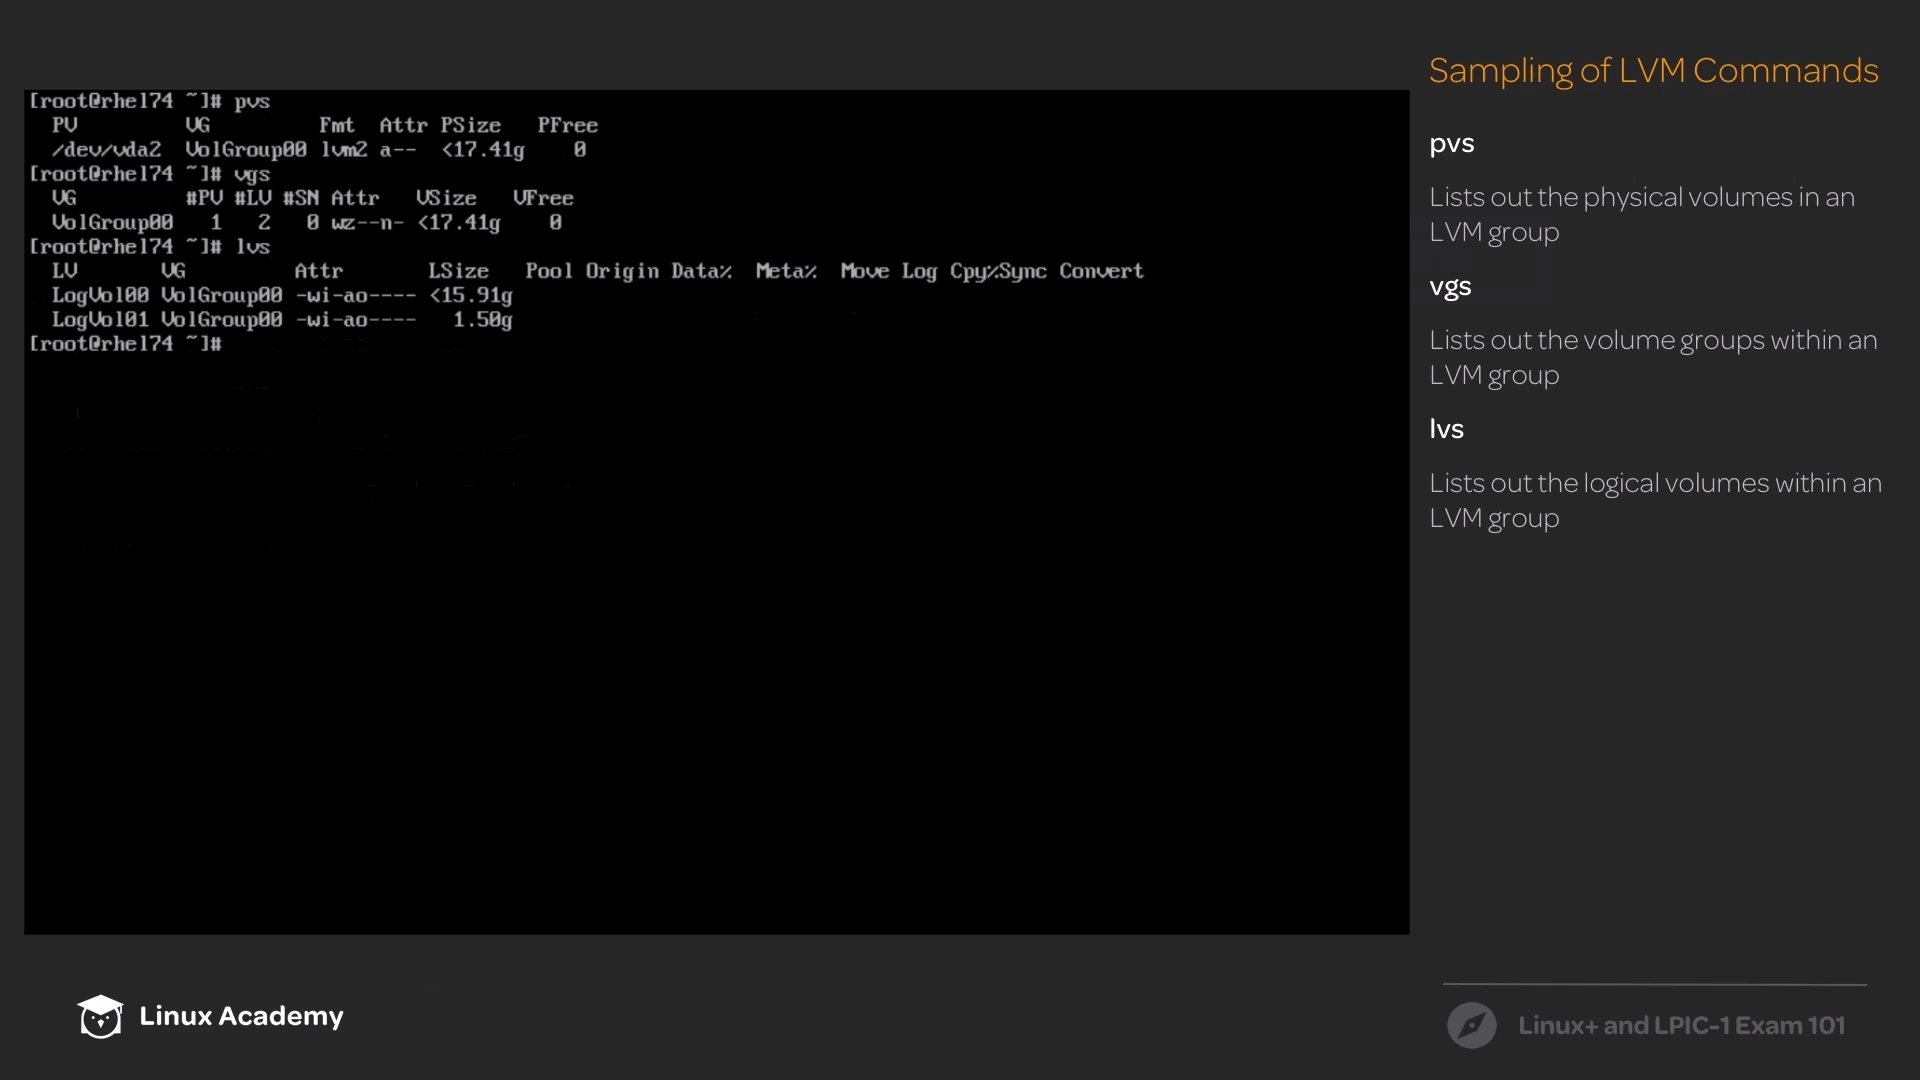 [root@rhel74 ~]# pvs
  PV         VG         Fmt  Attr PSize   PFree
  /dev/vda2  VolGroup00 lvm2 a--  <17.41g    0
[root@rhel74 ~]# vgs
  VG         #PV #LV #SN Attr   VSize   VFree
  VolGroup00   1   2   0 wz--n- <17.41g    0
[root@rhel74 ~]# lvs
  LV       VG         Attr       LSize   Pool Origin Data%  Meta%  Move Log Cpy%Sync Convert
  LogVol00 VolGroup00 -wi-ao---- <15.91g
  LogVol01 VolGroup00 -wi-ao----   1.50g
[root@rhel74 ~]#
Sampling of LVM Commands
pvs
Lists out the physical volumes in an
LVM group
vgs
Lists out the volume groups within an
LVM group
lvs
Lists out the logical volumes within an
LVM group
Linux Academy
Linux+ and LPIC-1 Exam 101